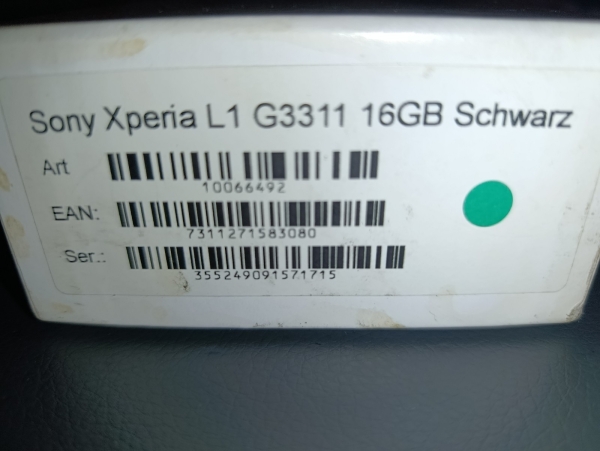 Sony Xperia L1 G3311 16GB Schwarz
Art
10066492
EAN:
7311271583080
Ser.:
355249091571715